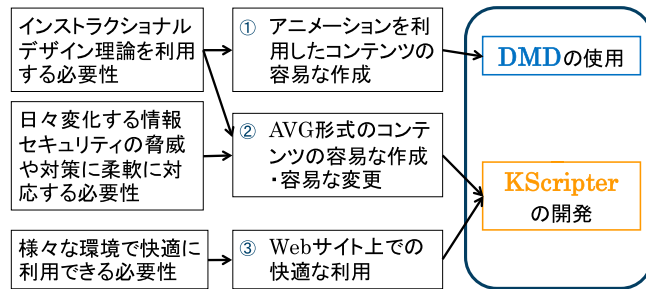 インストラクショナル
デザイン理論を利用
する必要性
① アニメーションを利
用したコンテンツの
容易な作成
DMDの使用
日々変化する情報
セキュリティの脅威
や対策に柔軟に対
応する必要性
② AVG形式のコンテ
ンツの容易な作成
・容易な変更
KScripter
の開発
様々な環境で快適に
利用できる必要性
③ Webサイト上での
快適な利用